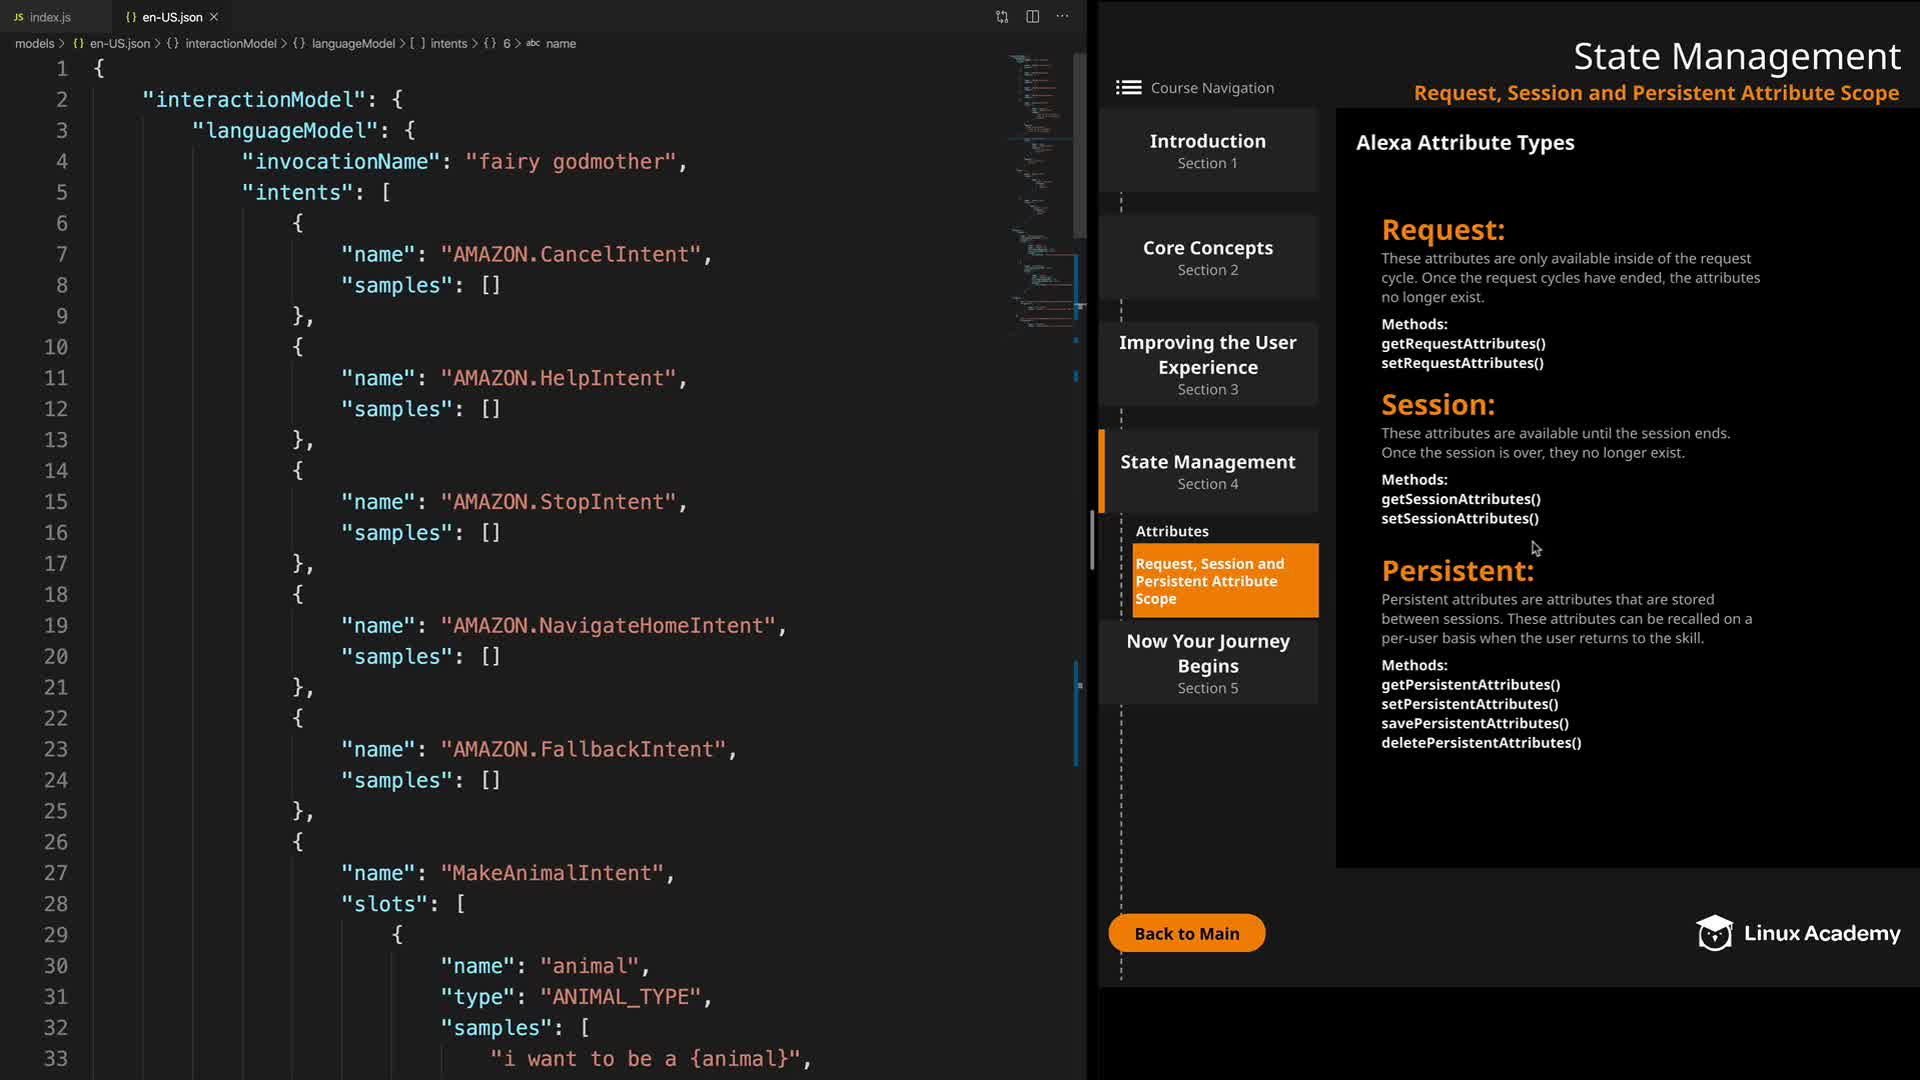 JS index.js
{} en-US.json ×
models > {} en-US.json > {} interactionModel > {} languageModel > [ ] intents > {} 6 > abc name
1 {
2 "interactionModel": {
3 "languageModel": {
4 "invocationName": "fairy godmother",
5 "intents": [
6 {
7 "name": "AMAZON.CancelIntent",
8 "samples": []
9 },
10 {
11 "name": "AMAZON.HelpIntent",
12 "samples": []
13 },
14 {
15 "name": "AMAZON.StopIntent",
16 "samples": []
17 },
18 {
19 "name": "AMAZON.NavigateHomeIntent",
20 "samples": []
21 },
22 {
23 "name": "AMAZON.FallbackIntent",
24 "samples": []
25 },
26 {
27 "name": "MakeAnimalIntent",
28 "slots": [
29 {
30 "name": "animal",
31 "type": "ANIMAL_TYPE",
32 "samples": [
33 "i want to be a {animal}",
State Management
Request, Session and Persistent Attribute Scope
Course Navigation
Introduction
Section 1
Core Concepts
Section 2
Improving the User
Experience
Section 3
State Management
Section 4
Attributes
Request, Session and
Persistent Attribute
Scope
Now Your Journey
Begins
Section 5
Back to Main
Alexa Attribute Types
Request:
These attributes are only available inside of the request
cycle. Once the request cycles have ended, the attributes
no longer exist.
Methods:
getRequestAttributes()
setRequestAttributes()
Session:
These attributes are available until the session ends.
Once the session is over, they no longer exist.
Methods:
getSessionAttributes()
setSessionAttributes()
Persistent:
Persistent attributes are attributes that are stored
between sessions. These attributes can be recalled on a
per-user basis when the user returns to the skill.
Methods:
getPersistentAttributes()
setPersistentAttributes()
savePersistentAttributes()
deletePersistentAttributes()
Linux Academy